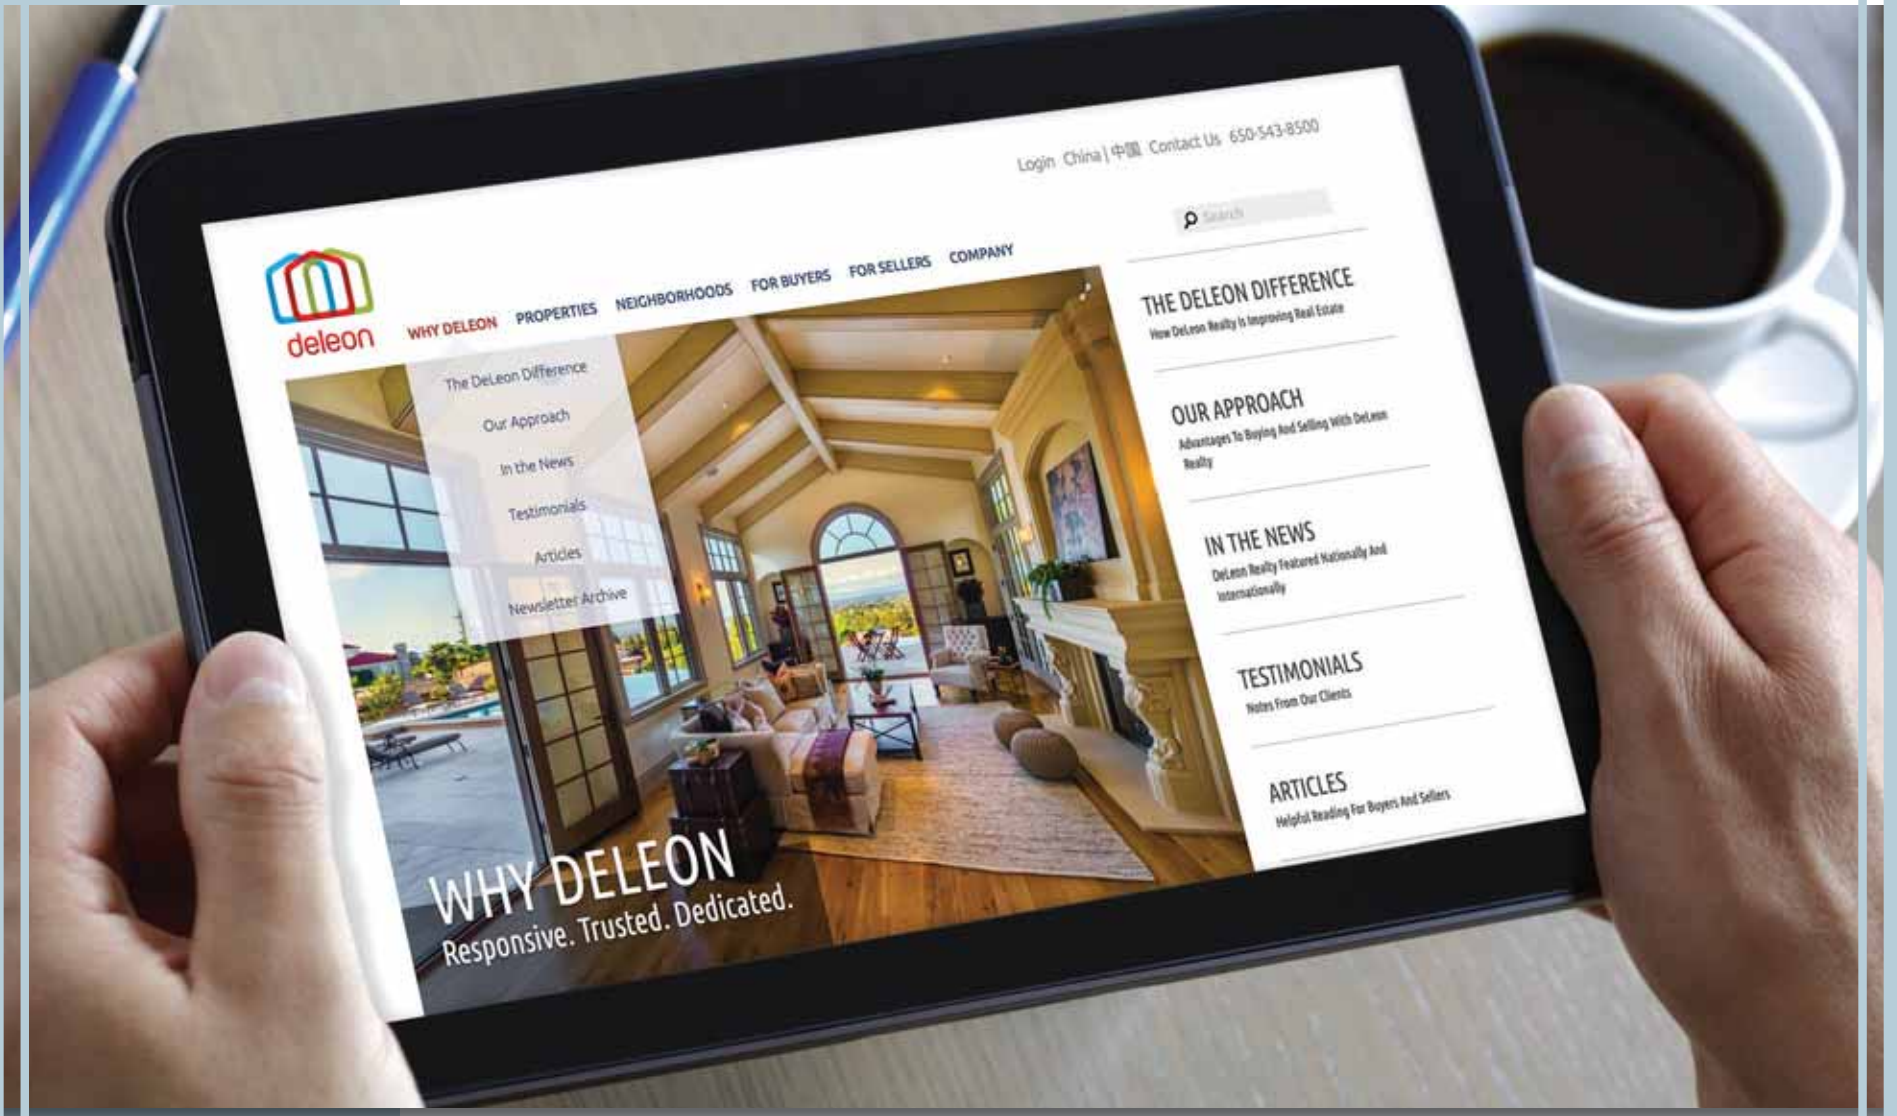 Login China | 中国 Contact Us 650-543-8500
Search
deleon
WHY DELEON PROPERTIES NEIGHBORHOODS FOR BUYERS FOR SELLERS COMPANY
The DeLeon Difference
Our Approach
In the News
Testimonials
Articles
Newsletter Archive
WHY DELEON
Responsive. Trusted. Dedicated.
THE DELEON DIFFERENCE
How DeLeon Realty Is Improving Real Estate
OUR APPROACH
Advantages To Buying And Selling With DeLeon
Realty
IN THE NEWS
DeLeon Realty Featured Nationally And
Internationally
TESTIMONIALS
Notes From Our Clients
ARTICLES
Helpful Reading For Buyers And Sellers